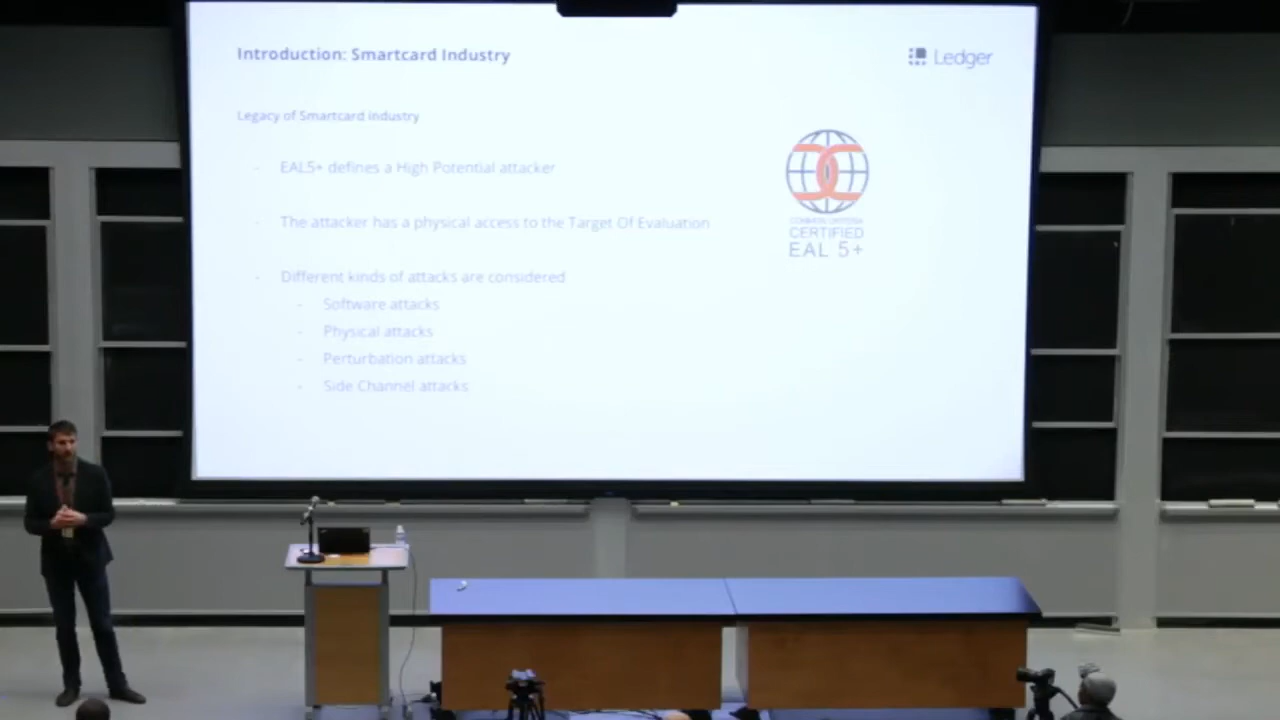 Introduction: Smartcard Industry
Ledger
Legacy of Smartcard industry
- EAL5+ defines a High Potential attacker
- The attacker has a physical access to the Target Of Evaluation
- Different kinds of attacks are considered
- Software attacks
- Physical attacks
- Perturbation attacks
- Side Channel attacks
COMMON CRITERIA
CERTIFIED
EAL 5+